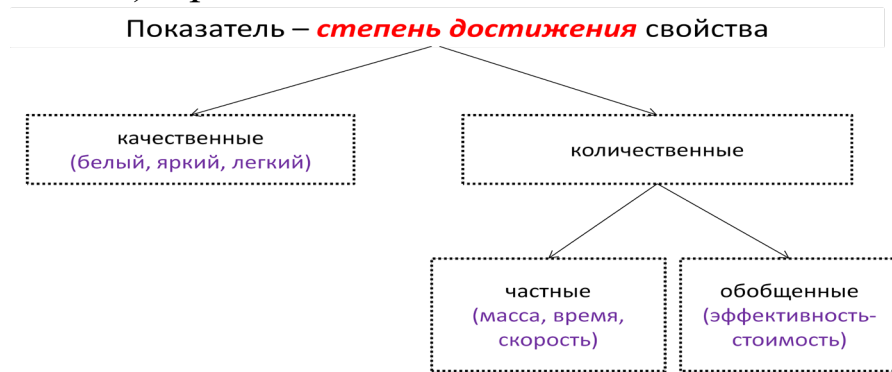 Показатель – степень достижения свойства
качественные
(белый, яркий, легкий)
количественные
частные
(масса, время,
скорость)
обобщенные
(эффективность-
стоимость)